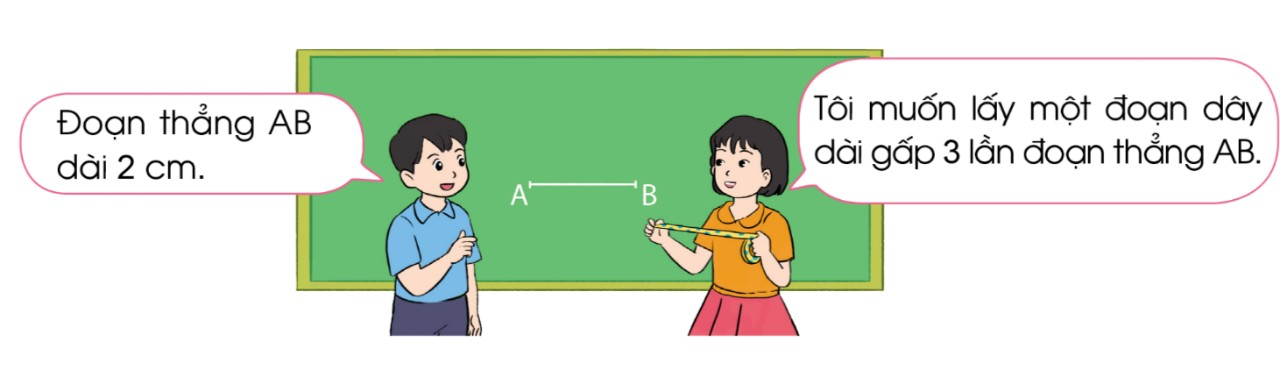 Đoạn thẳng AB
dài 2 cm.
Tôi muốn lấy một đoạn dây
dài gấp 3 lần đoạn thẳng AB.
A
B